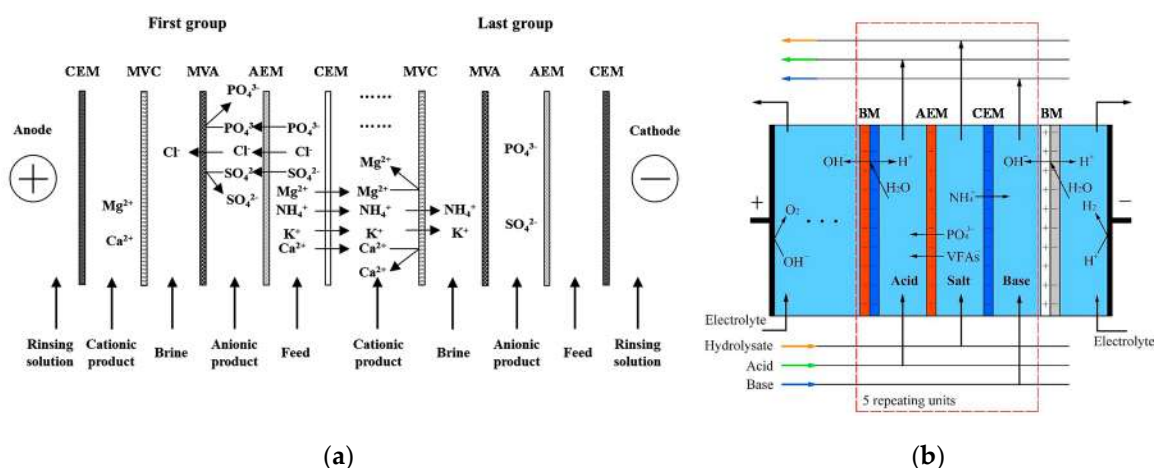 First group
Last group
CEM MVC MVA AEM CEM MVC MVA AEM CEM
Anode
Cathode
+
−
PO₄³⁻
PO₄³⁻ PO₄³⁻
Cl⁻ Cl⁻ Cl⁻
SO₄²⁻ SO₄²⁻
SO₄²⁻
Mg²⁺
Ca²⁺
Mg²⁺
NH₄⁺
K⁺
Ca²⁺
......
......
Mg²⁺
Mg²⁺
NH₄⁺
K⁺
Ca²⁺
Ca²⁺
NH₄⁺
K⁺
PO₄³⁻
SO₄²⁻
Rinsing solution
Cationic product
Brine
Anionic product
Feed
Cationic product
Brine
Anionic product
Feed
Rinsing solution
(a)
BM AEM CEM BM
+
−
O₂
OH⁻
...
OH⁻ H⁺
H₂O
PO₄³⁻
VFAs
NH₄⁺
OH⁻ H⁺
H₂O
H₂
H⁺
Acid Salt Base
Electrolyte
Electrolyte
Hydrolysate
Acid
Base
5 repeating units
(b)